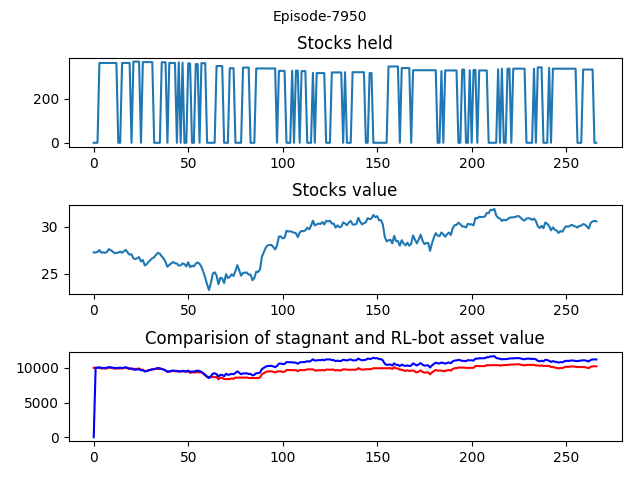 Episode-7950
Stocks held
200
0
0 50 100 150 200 250
Stocks value
30
25
0 50 100 150 200 250
Comparision of stagnant and RL-bot asset value
10000
5000
0
0 50 100 150 200 250